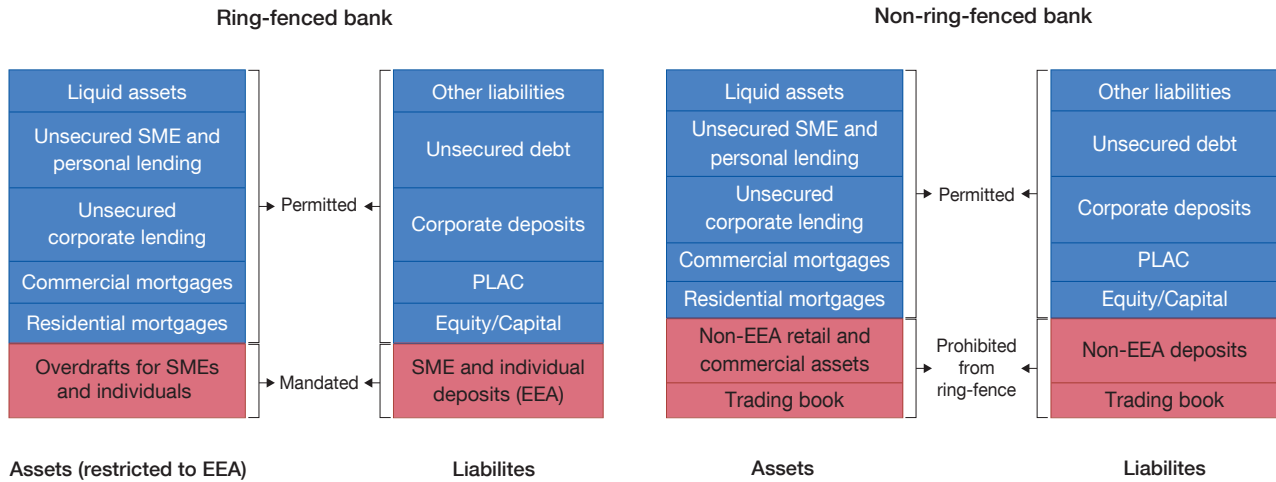 Ring-fenced bank
Liquid assets
Unsecured SME and
personal lending
Unsecured
corporate lending
Commercial mortgages
Residential mortgages
Overdrafts for SMEs
and individuals
Permitted
Mandated
Other liabilities
Unsecured debt
Corporate deposits
PLAC
Equity/Capital
SME and individual
deposits (EEA)
Assets (restricted to EEA)
Liabilites
Non-ring-fenced bank
Liquid assets
Unsecured SME and
personal lending
Unsecured
corporate lending
Commercial mortgages
Residential mortgages
Non-EEA retail and
commercial assets
Trading book
Permitted
Prohibited
from
ring-fence
Other liabilities
Unsecured debt
Corporate deposits
PLAC
Equity/Capital
Non-EEA deposits
Trading book
Assets
Liabilites